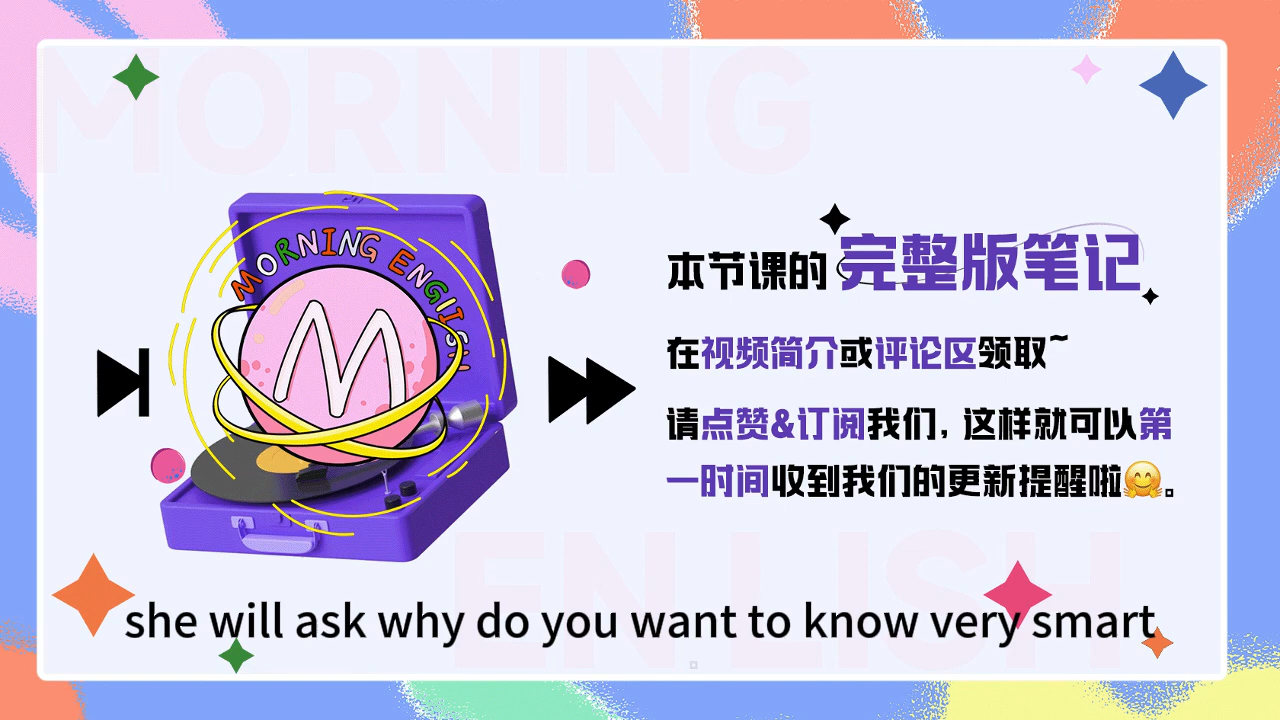 MORNING
MORNING ENGlISH
M
本节课的 完整版笔记
在视频简介或评论区领取~
请点赞&订阅我们, 这样就可以第
一时间收到我们的更新提醒啦🤗。
EN LISH
she will ask why do you want to know very smart